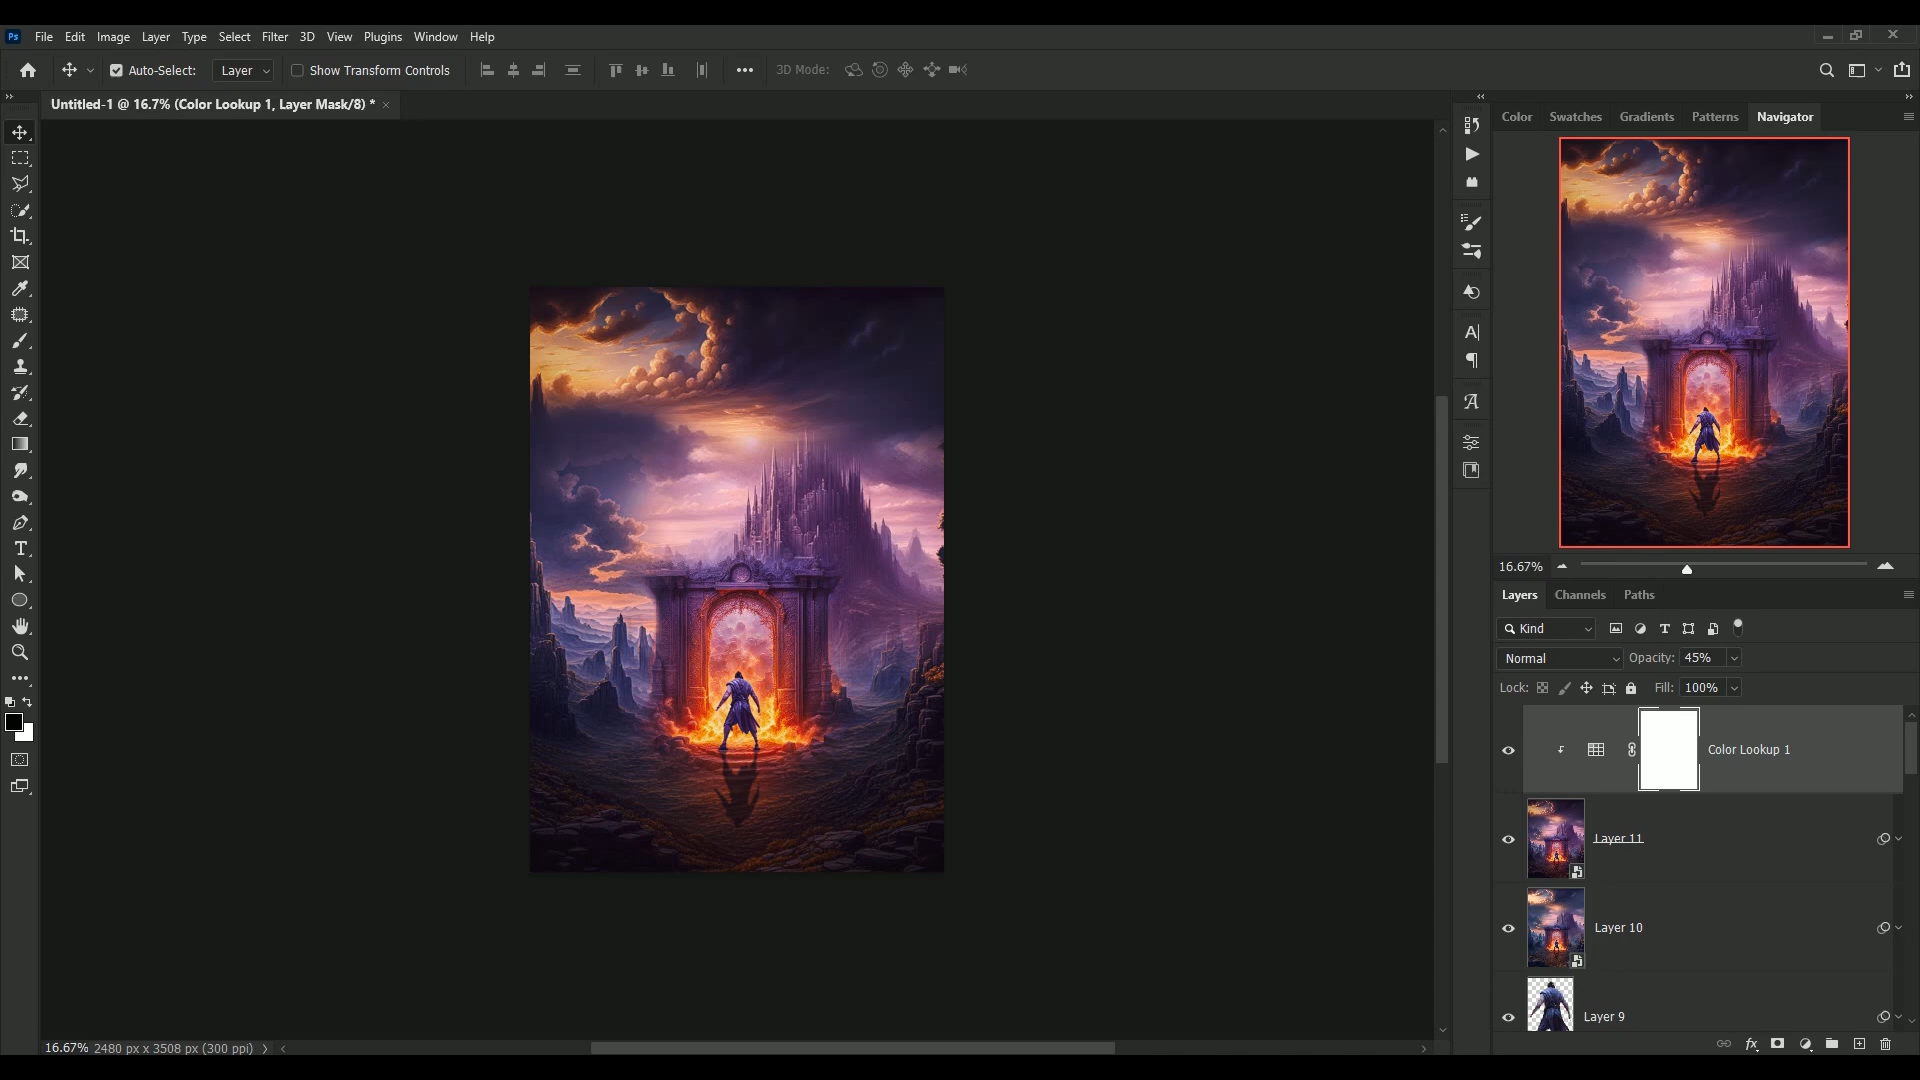 Ps File Edit Image Layer Type Select Filter 3D View Plugins Window Help
Auto-Select: Layer Show Transform Controls 3D Mode:
Untitled-1 @ 16.7% (Color Lookup 1, Layer Mask/8) *
Color Swatches Gradients Patterns Navigator
16.67%
Layers Channels Paths
Kind
Normal Opacity: 45%
Lock: Fill: 100%
Color Lookup 1
Layer 11
Layer 10
Layer 9
fx
16.67% 2480 px x 3508 px (300 ppi)